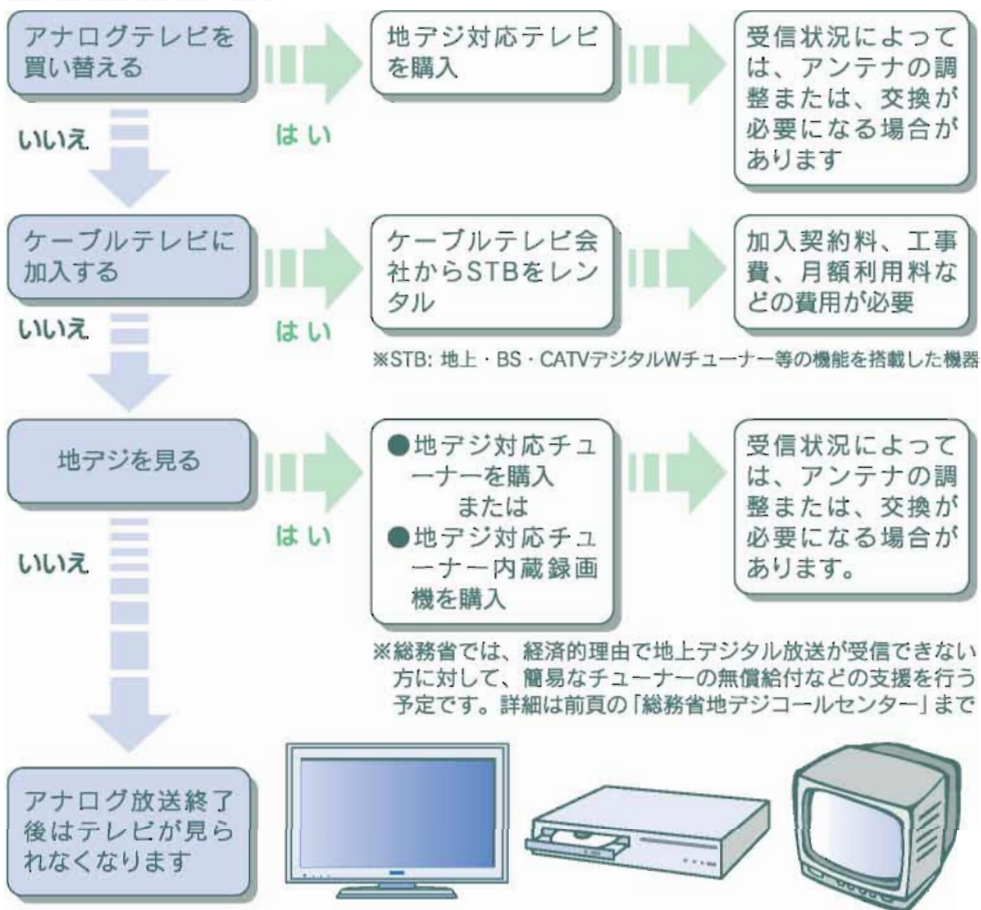 アナログテレビを
買い替える
はい
地デジ対応テレビ
を購入
受信状況によって
は、アンテナの調
整または、交換が
必要になる場合が
あります
いいえ
ケーブルテレビに
加入する
はい
ケーブルテレビ会
社からSTBをレン
タル
加入契約料、工事
費、月額利用料な
どの費用が必要
※STB: 地上・BS・CATVデジタルWチューナー等の機能を搭載した機器
いいえ
地デジを見る
はい
●地デジ対応チュ
ーナーを購入
または
●地デジ対応チュ
ーナー内蔵録画
機を購入
受信状況によって
は、アンテナの調
整または、交換が
必要になる場合が
あります。
※総務省では、経済的理由で地上デジタル放送が受信できない
方に対して、簡易なチューナーの無償給付などの支援を行う
予定です。詳細は前頁の「総務省地デジコールセンター」まで
いいえ
アナログ放送終了
後はテレビが見ら
れなくなります